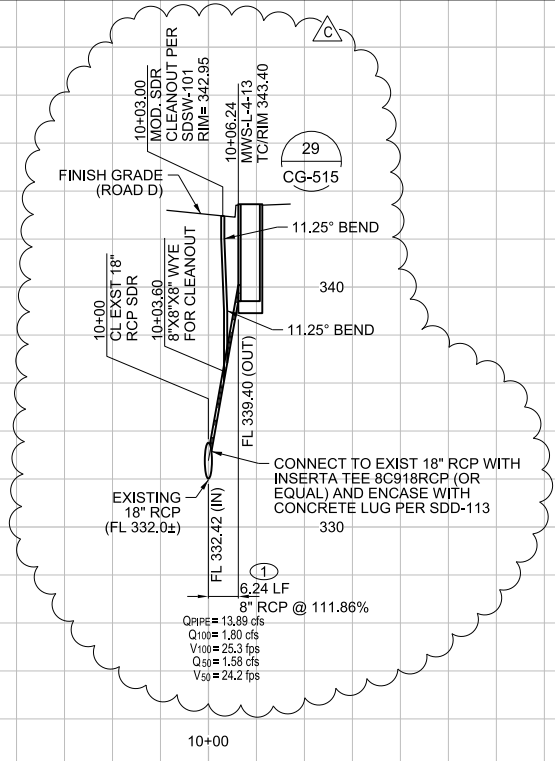 C
10+03.00
MOD. SDR
CLEANOUT PER
SDSW-101
RIM= 342.95
10+06.24
MWS-L-4-13
TC/RIM 343.40
29
CG-515
FINISH GRADE
(ROAD D)
11.25° BEND
10+00
CL EXST 18"
RCP SDR
10+03.60
8"X8"X8" WYE
FOR CLEANOUT
340
11.25° BEND
FL 339.40 (OUT)
CONNECT TO EXIST 18" RCP WITH
INSERTA TEE 8C918RCP (OR
EQUAL) AND ENCASE WITH
CONCRETE LUG PER SDD-113
EXISTING
18" RCP
(FL 332.0±)
FL 332.42 (IN)
330
1
6.24 LF
8" RCP @ 111.86%
QPIPE = 13.89 cfs
Q100 = 1.80 cfs
V100 = 25.3 fps
Q50 = 1.58 cfs
V50 = 24.2 fps
10+00